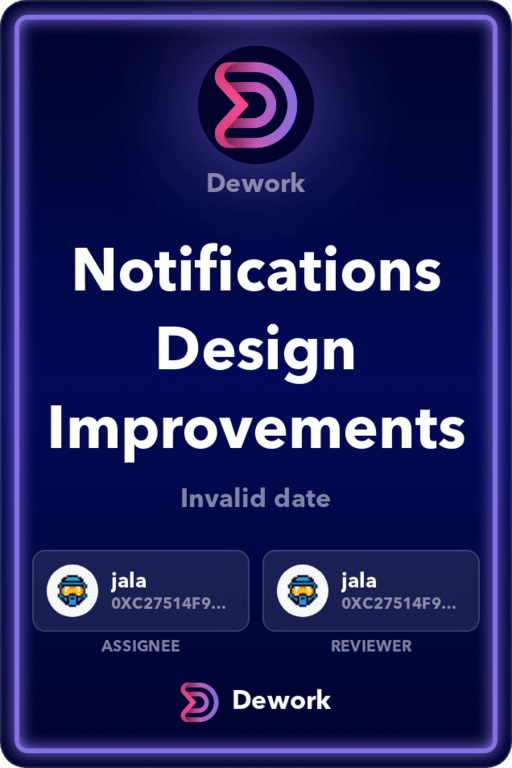 Dework
Notifications
Design
Improvements
Invalid date
jala
0XC27514F9...
jala
0XC27514F9...
ASSIGNEE
REVIEWER
Dework